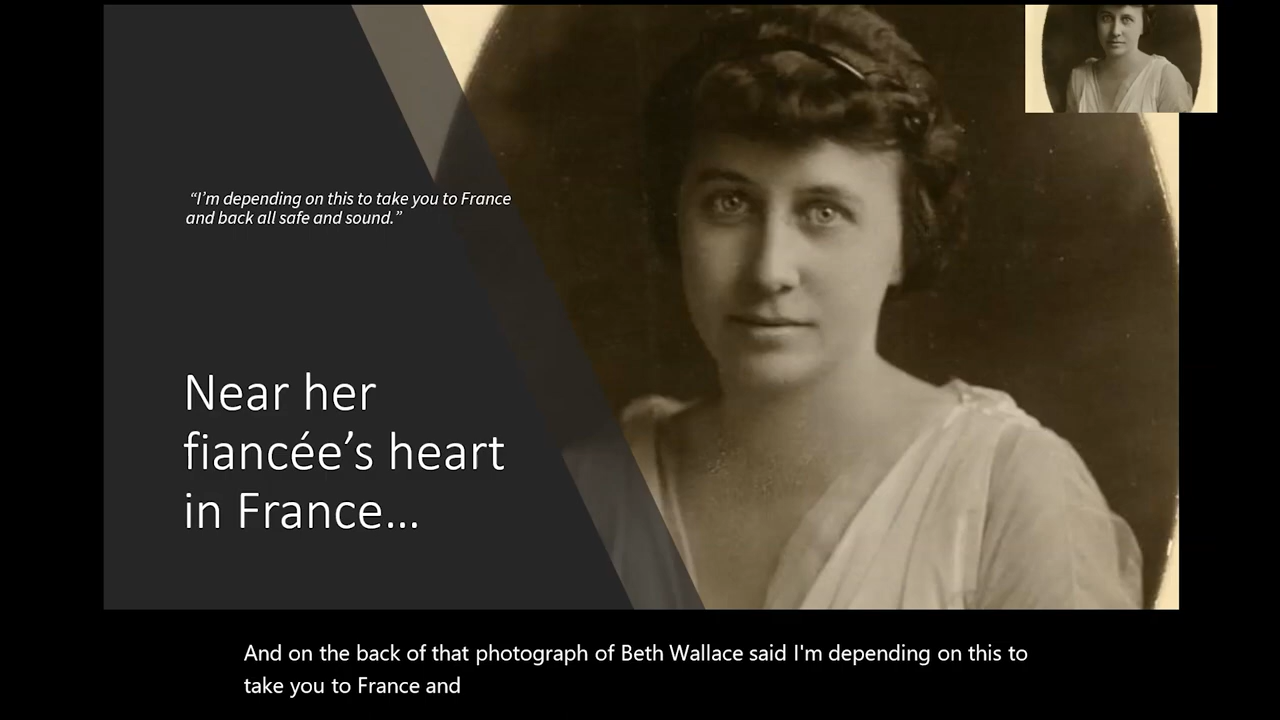 “I’m depending on this to take you to France
and back all safe and sound.”
Near her
fiancée’s heart
in France…
And on the back of that photograph of Beth Wallace said I'm depending on this to
take you to France and